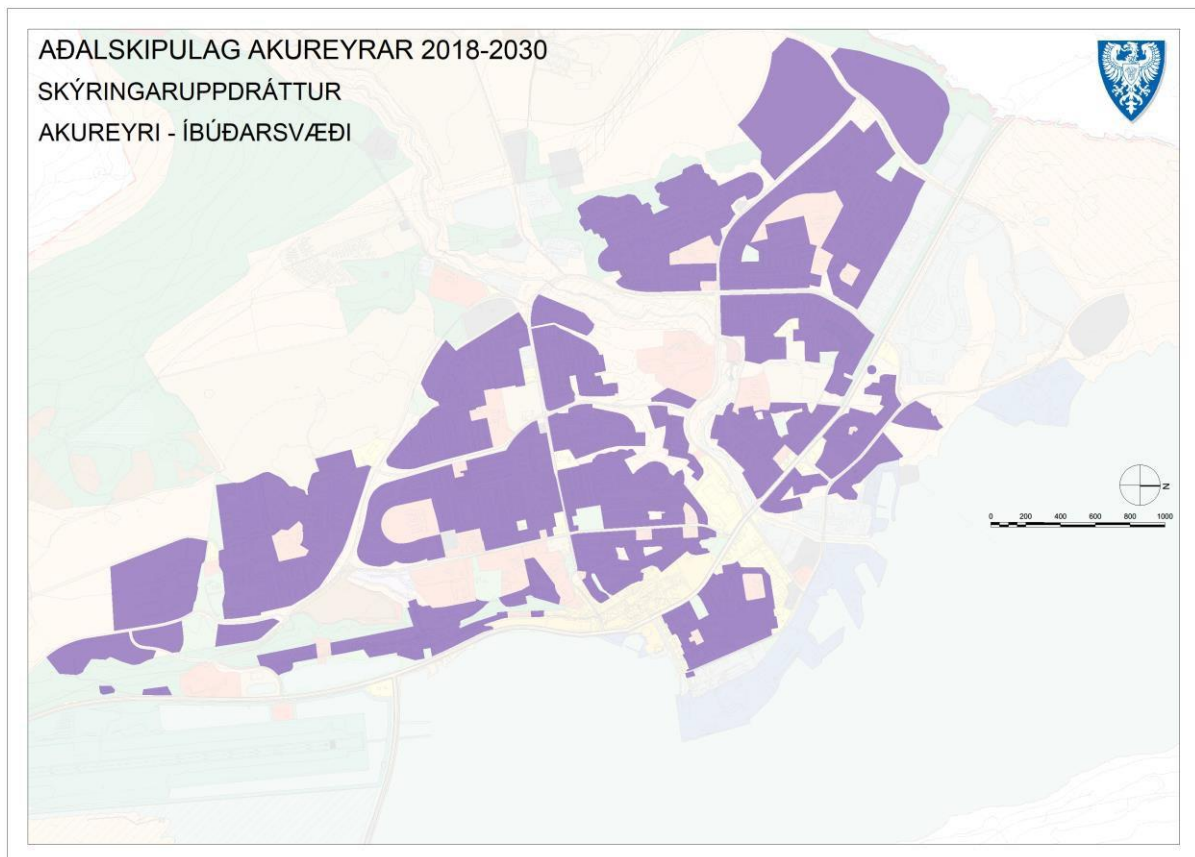 AÐALSKIPULAG AKUREYRAR 2018-2030
SKÝRINGARUPPDRÁTTUR
AKUREYRI - ÍBÚÐARSVÆÐI
N
0 200 400 600 800 1000